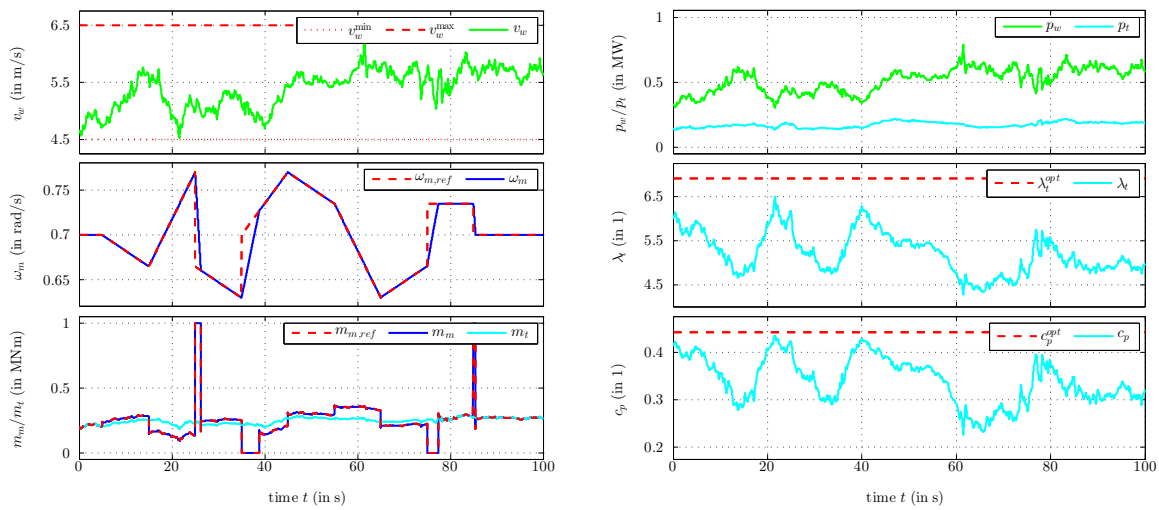 v_w^min v_w^max v_w
6.5
5.5
4.5
v_w (in m/s)
ω_m,ref ω_m
0.75
0.7
0.65
ω_m (in rad/s)
m_m,ref m_m m_t
1
0.5
0
m_m/m_t (in MNm)
0 20 40 60 80 100
time t (in s)
p_w p_t
1
0.5
0
p_w/p_t (in MW)
λ_t^opt λ_t
6.5
5.5
4.5
λ_t (in 1)
c_p^opt c_p
0.4
0.3
0.2
c_p (in 1)
0 20 40 60 80 100
time t (in s)